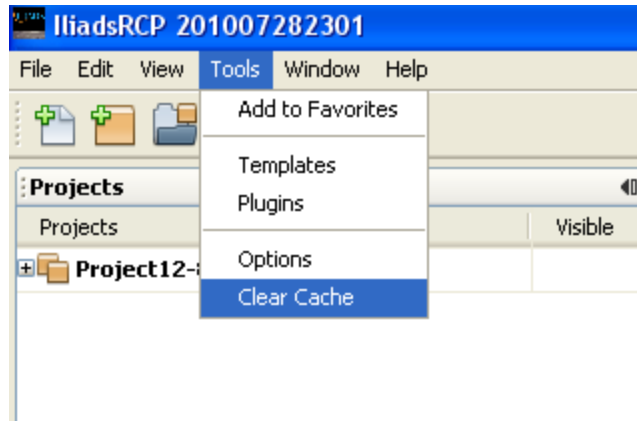 IliadsRCP 201007282301
File Edit View Tools Window Help
Add to Favorites
Templates
Plugins
Options
Clear Cache
Projects
Projects Visible
Project12-